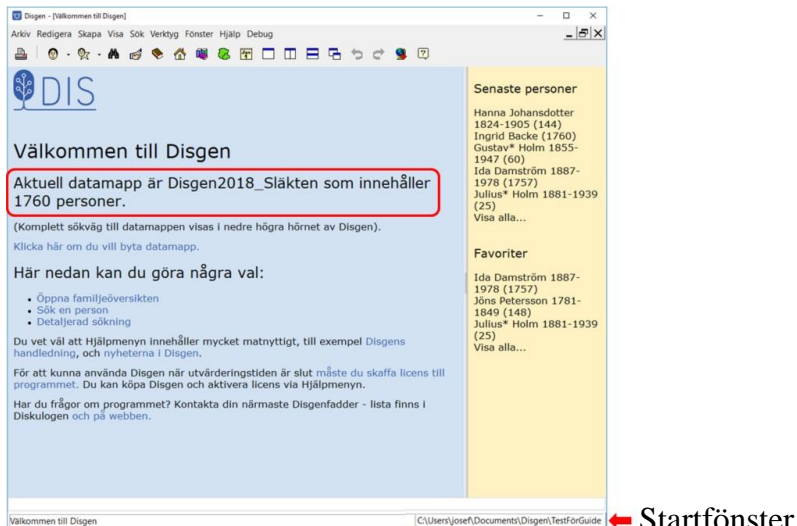 Disgen - [Välkommen till Disgen]
Arkiv Redigera Skapa Visa Sök Verktyg Fönster Hjälp Debug
DIS
Välkommen till Disgen
Aktuell datamapp är Disgen2018_Släkten som innehåller
1760 personer.
(Komplett sökväg till datamappen visas i nedre högra hörnet av Disgen).
Klicka här om du vill byta datamapp.
Här nedan kan du göra några val:
• Öppna familjeöversikten
• Sök en person
• Detaljerad sökning
Du vet väl att Hjälpmenyn innehåller mycket matnyttigt, till exempel Disgens
handledning, och nyheterna i Disgen.
För att kunna använda Disgen när utvärderingstiden är slut måste du skaffa licens till
programmet. Du kan köpa Disgen och aktivera licens via Hjälpmenyn.
Har du frågor om programmet? Kontakta din närmaste Disgenfadder - lista finns i
Diskulogen och på webben.
Senaste personer
Hanna Johansdotter
1824-1905 (144)
Ingrid Backe (1760)
Gustav* Holm 1855-
1947 (60)
Ida Damström 1887-
1978 (1757)
Julius* Holm 1881-1939
(25)
Visa alla...
Favoriter
Ida Damström 1887-
1978 (1757)
Jöns Petersson 1781-
1849 (148)
Julius* Holm 1881-1939
(25)
Visa alla...
Välkommen till Disgen
C:\Users\josef\Documents\Disgen\TestFörGuide
Startfönster